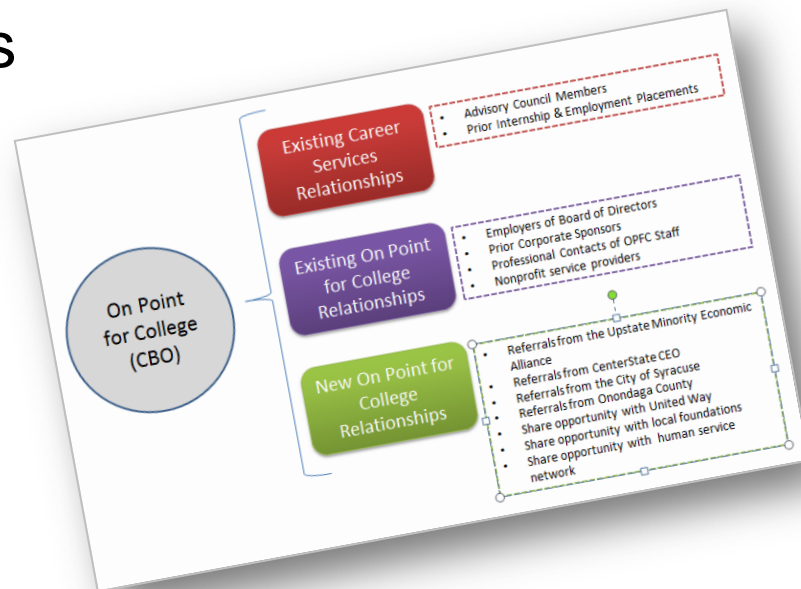 s
On Point
for College
(CBO)
Existing Career
Services
Relationships
• Advisory Council Members
• Prior Internship & Employment Placements
Existing On Point
for College
Relationships
• Employers of Board of Directors
• Prior Corporate Sponsors
• Professional Contacts of OPFC Staff
• Nonprofit service providers
New On Point for
College
Relationships
• Referrals from the Upstate Minority Economic
Alliance
• Referrals from CenterState CEO
• Referrals from the City of Syracuse
• Referrals from Onondaga County
• Share opportunity with United Way
• Share opportunity with local foundations
• Share opportunity with human service
network